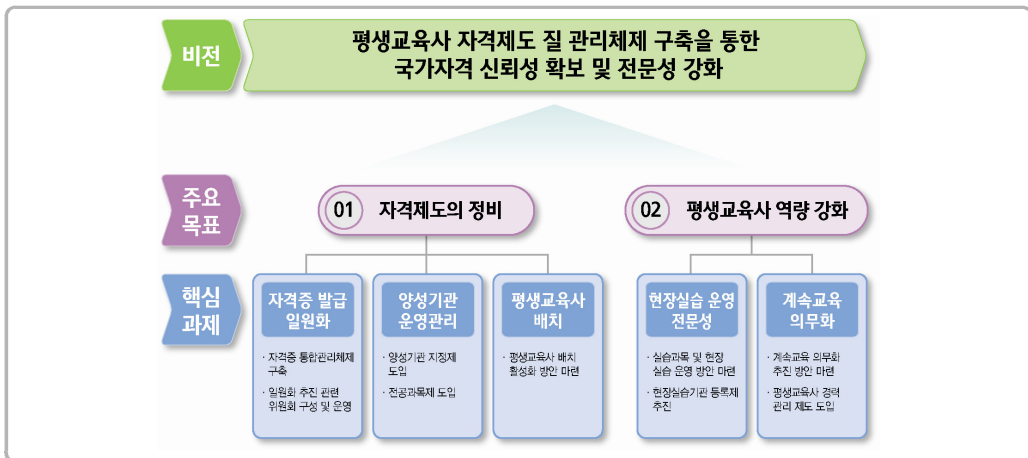 비전
평생교육사 자격제도 질 관리체제 구축을 통한
국가자격 신뢰성 확보 및 전문성 강화
주요
목표
01 자격제도의 정비
02 평생교육사 역량 강화
핵심
과제
자격증 발급
일원화
· 자격증 통합관리체제
구축
· 일원화 추진 관련
위원회 구성 및 운영
양성기관
운영관리
· 양성기관 지정제
도입
· 전공과목제 도입
평생교육사
배치
· 평생교육사 배치
활성화 방안 마련
현장실습 운영
전문성
· 실습과목 및 현장
실습 운영 방안 마련
· 현장실습기관 등록제
추진
계속교육
의무화
· 계속교육 의무화
추진 방안 마련
· 평생교육사 경력
관리 제도 도입